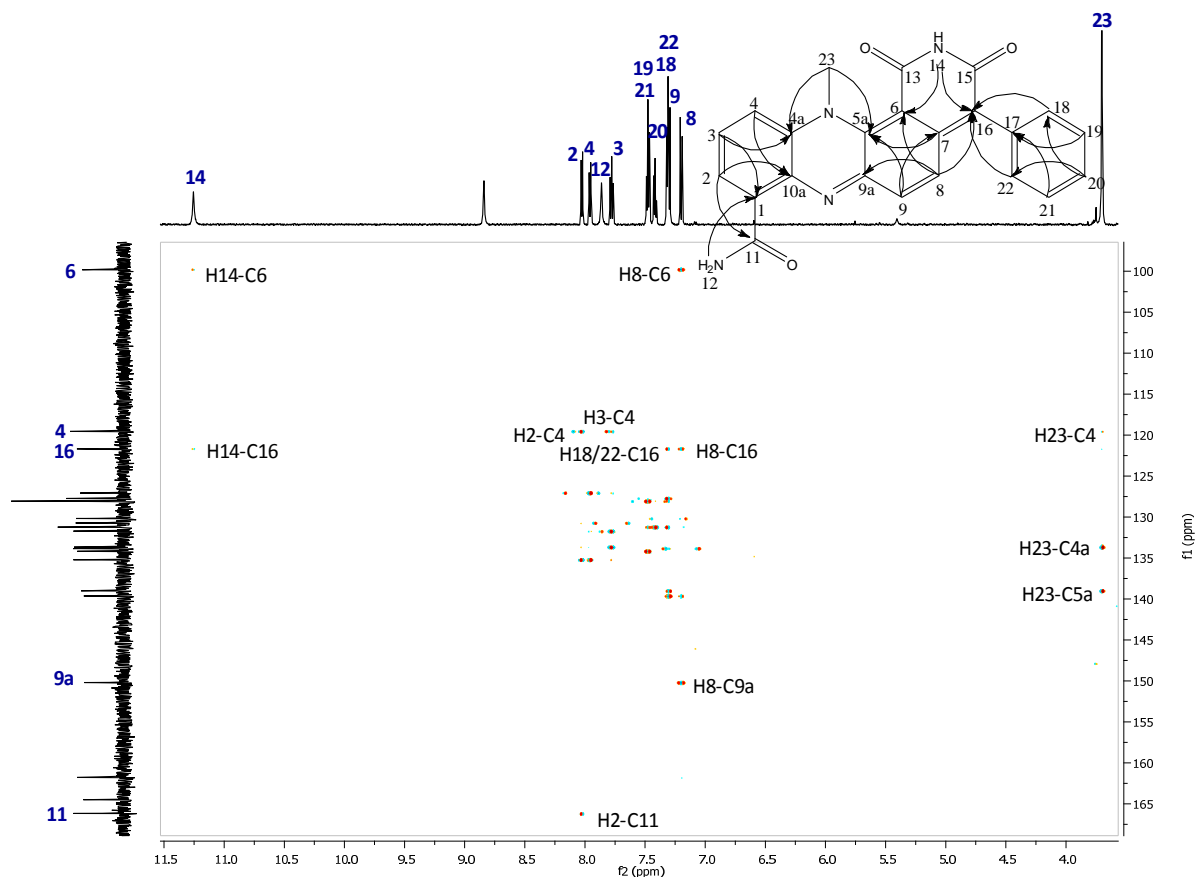 23
22
19 18
21 9
20 8
2 4
12 3
14
H
O N O
23 13 14 15
4 6 18
3 4a N 5a 16 17 19
7
2 10a N 9a 8 22 20
1 9 21
H2N 11 O
12
6
H14-C6
H8-C6
100
105
110
115
H3-C4
4
H2-C4
H23-C4
120
16
H14-C16
H18/22-C16
H8-C16
125
130
H23-C4a
135
H23-C5a
140
145
9a
H8-C9a
150
155
160
11
H2-C11
165
f1 (ppm)
11.5 11.0 10.5 10.0 9.5 9.0 8.5 8.0 7.5 7.0 6.5 6.0 5.5 5.0 4.5 4.0
f2 (ppm)